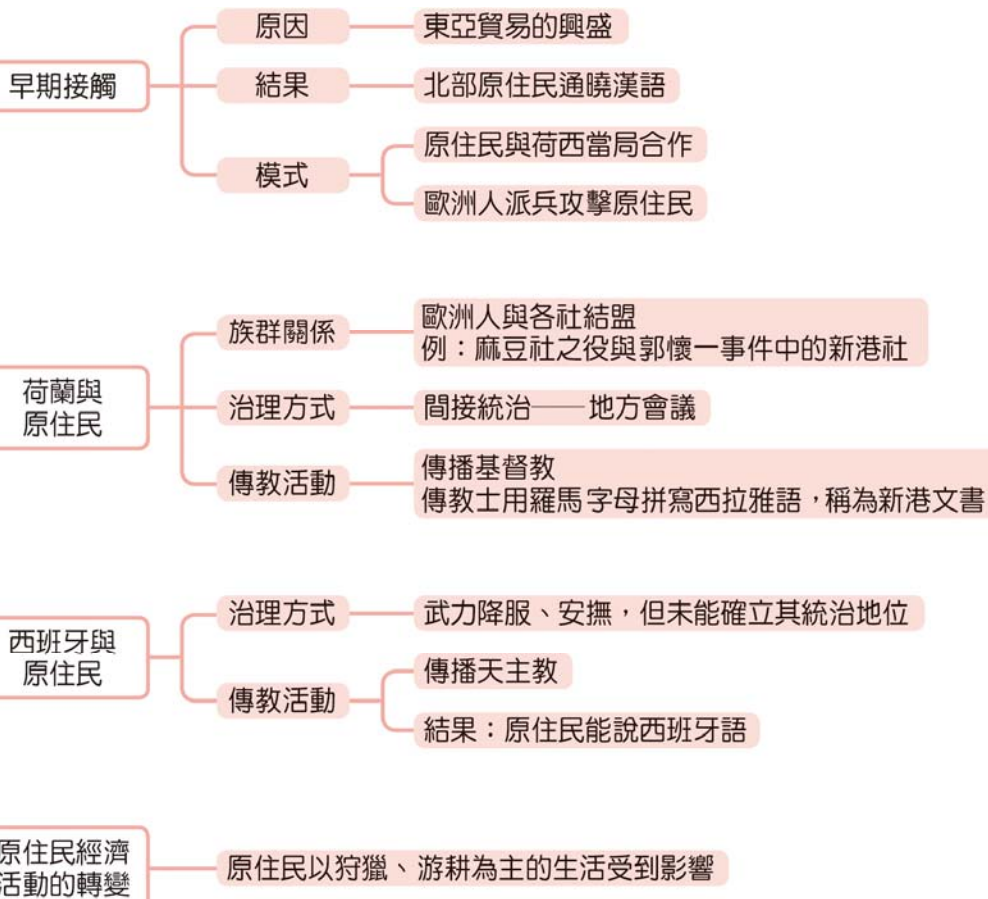 早期接觸
原因
東亞貿易的興盛
結果
北部原住民通曉漢語
模式
原住民與荷西當局合作
歐洲人派兵攻擊原住民
荷蘭與
原住民
族群關係
歐洲人與各社結盟
例：麻豆社之役與郭懷一事件中的新港社
治理方式
間接統治——地方會議
傳教活動
傳播基督教
傳教士用羅馬字母拼寫西拉雅語，稱為新港文書
西班牙與
原住民
治理方式
武力降服、安撫，但未能確立其統治地位
傳教活動
傳播天主教
結果：原住民能說西班牙語
原住民經濟
活動的轉變
原住民以狩獵、游耕為主的生活受到影響